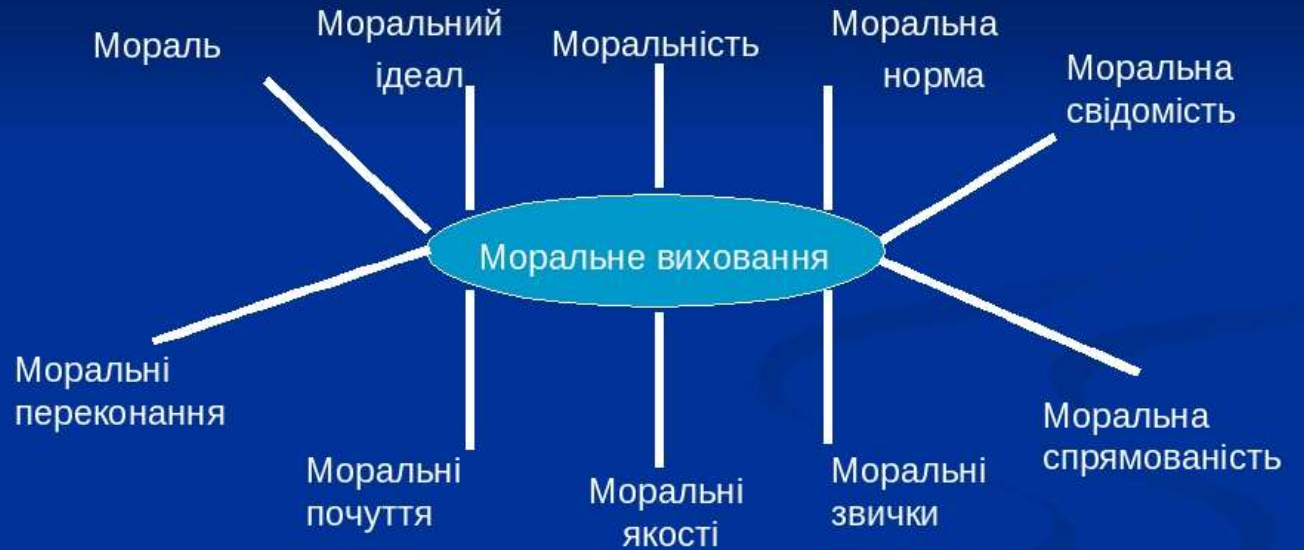 Мораль
Моральний
ідеал
Моральність
Моральна
норма
Моральна
свідомість
Моральне виховання
Моральні
переконання
Моральні
почуття
Моральні
якості
Моральні
звички
Моральна
спрямованість